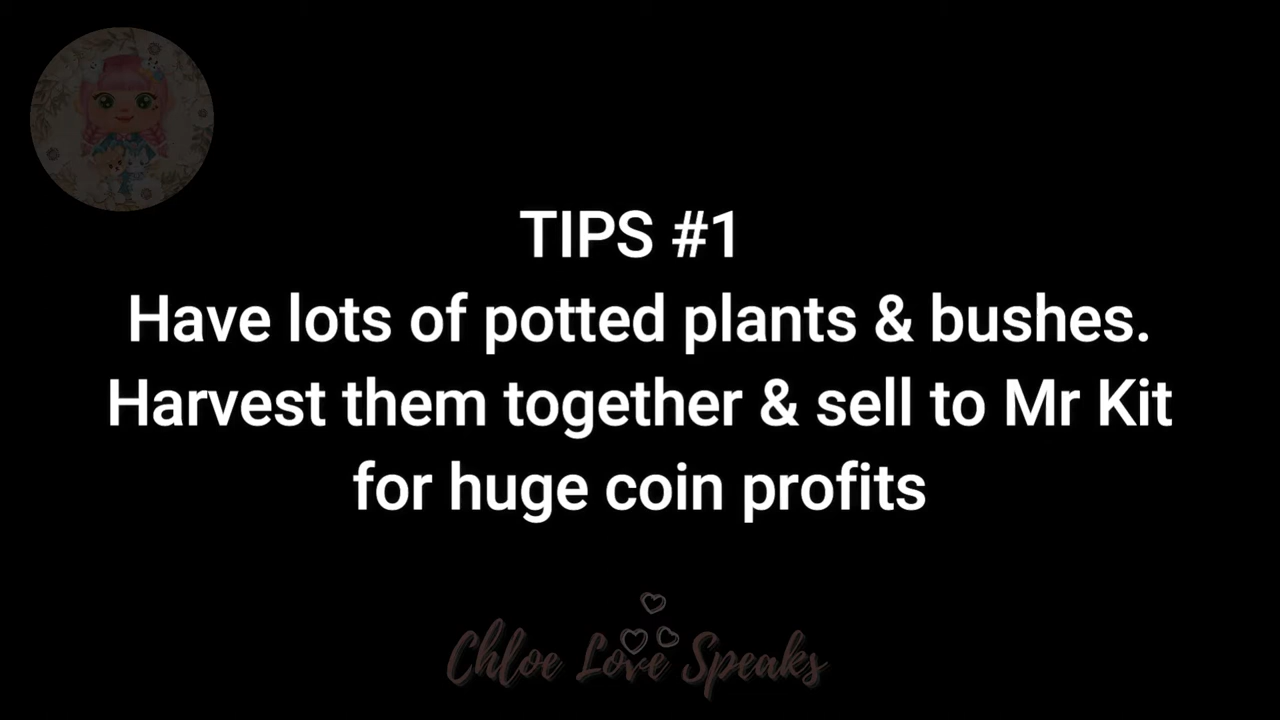 TIPS #1
Have lots of potted plants & bushes.
Harvest them together & sell to Mr Kit
for huge coin profits
Chloe Love Speaks